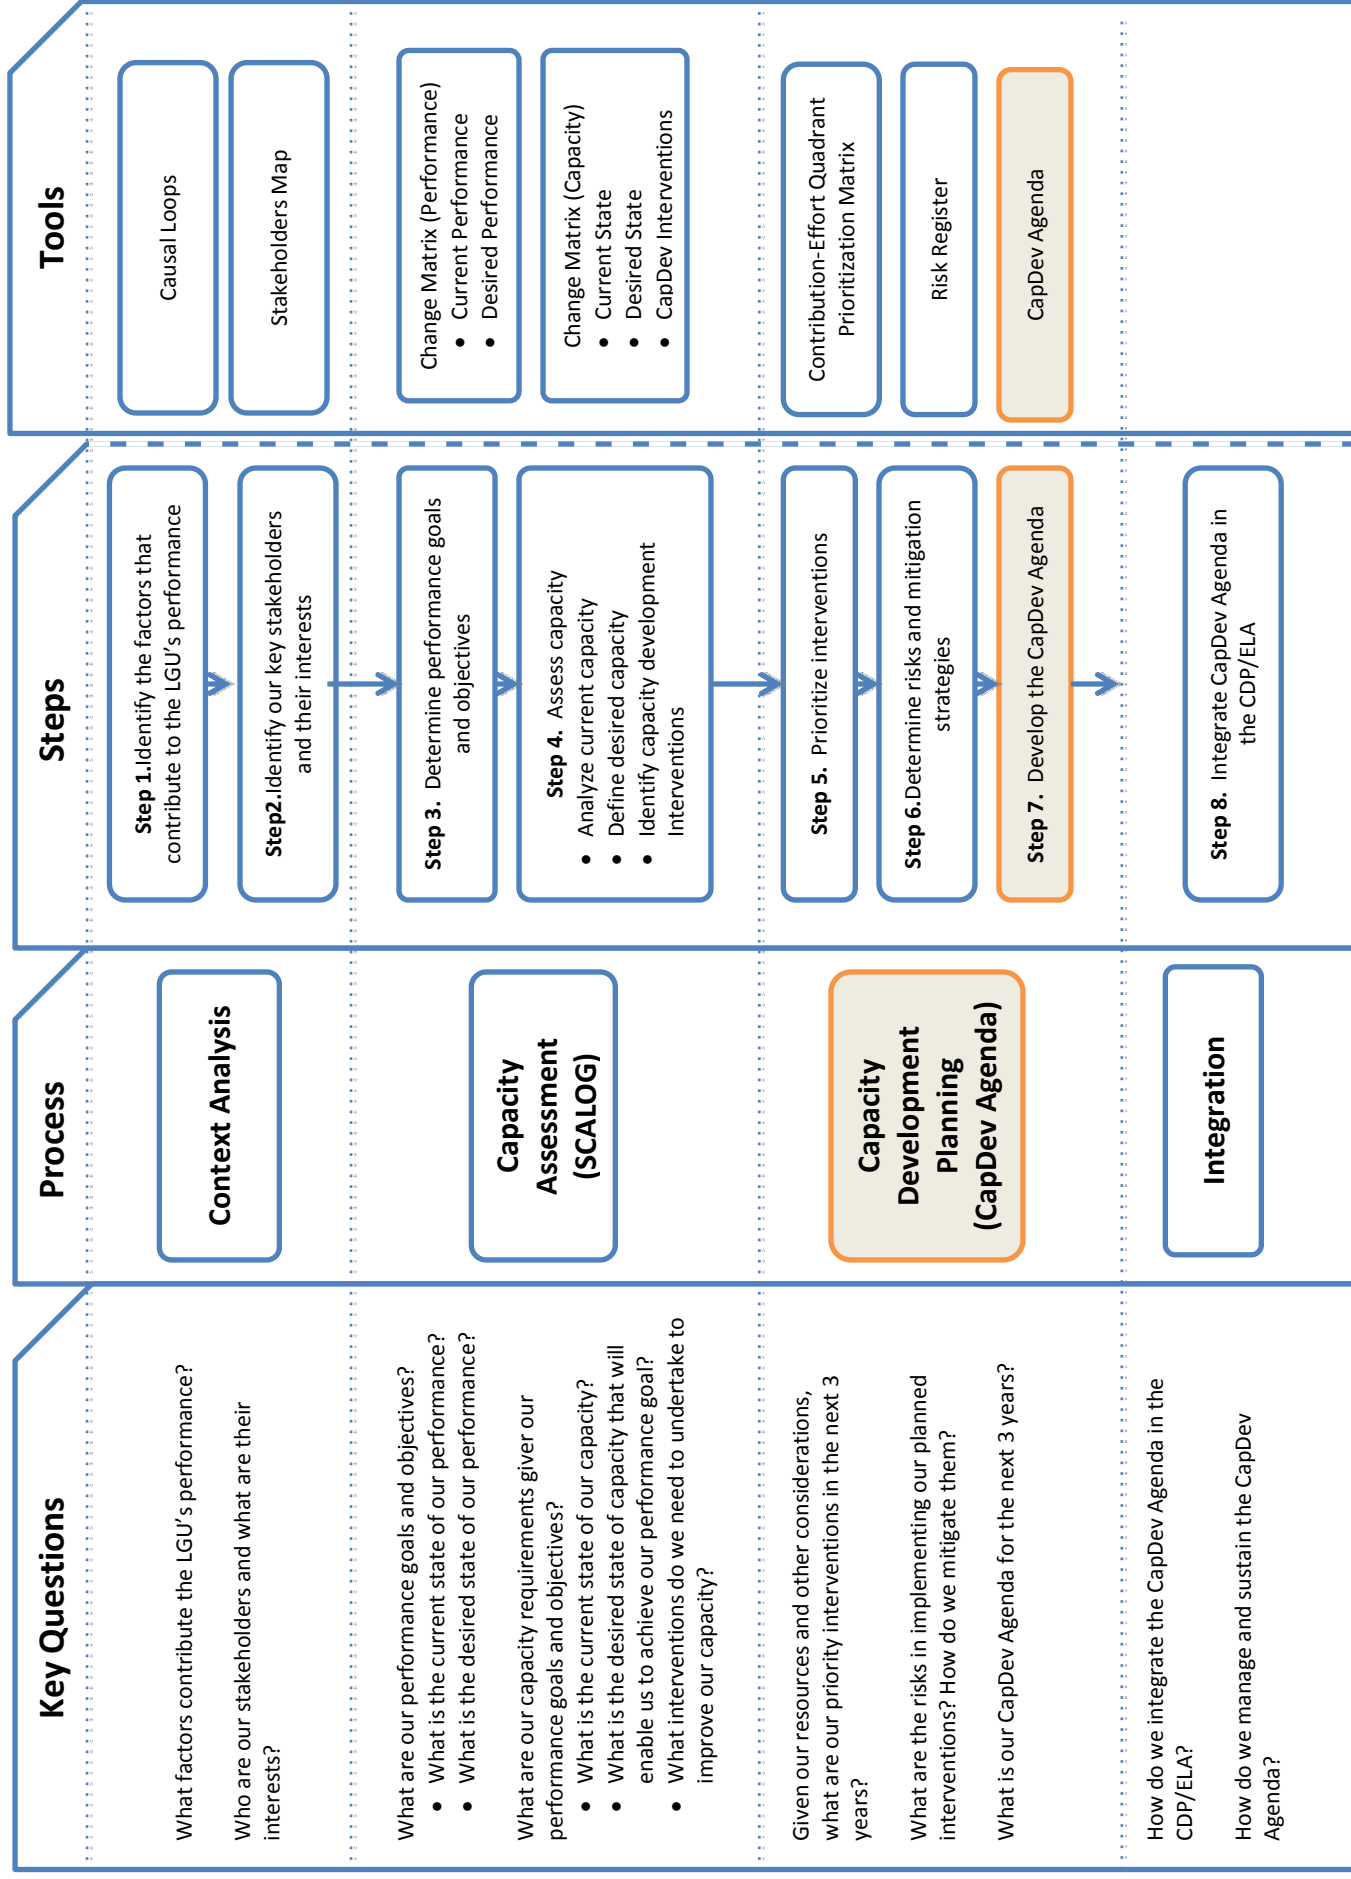 Key Questions
Process
Steps
Tools
What factors contribute the LGU's performance?
Who are our stakeholders and what are their
interests?
Context Analysis
Step 1.Identify the factors that
contribute to the LGU's performance
Step2.Identify our key stakeholders
and their interests
Causal Loops
Stakeholders Map
What are our performance goals and objectives?
• What is the current state of our performance?
• What is the desired state of our performance?
What are our capacity requirements giver our
performance goals and objectives?
• What is the current state of our capacity?
• What is the desired state of capacity that will
enable us to achieve our performance goal?
• What interventions do we need to undertake to
improve our capacity?
Capacity
Assessment
(SCALOG)
Step 3. Determine performance goals
and objectives
Step 4. Assess capacity
• Analyze current capacity
• Define desired capacity
• Identify capacity development
Interventions
Change Matrix (Performance)
• Current Performance
• Desired Performance
Change Matrix (Capacity)
• Current State
• Desired State
• CapDev Interventions
Given our resources and other considerations,
what are our priority interventions in the next 3
years?
What are the risks in implementing our planned
interventions? How do we mitigate them?
What is our CapDev Agenda for the next 3 years?
Capacity
Development
Planning
(CapDev Agenda)
Step 5. Prioritize interventions
Step 6.Determine risks and mitigation
strategies
Step 7. Develop the CapDev Agenda
Contribution-Effort Quadrant
Prioritization Matrix
Risk Register
CapDev Agenda
How do we integrate the CapDev Agenda in the
CDP/ELA?
How do we manage and sustain the CapDev
Agenda?
Integration
Step 8. Integrate CapDev Agenda in
the CDP/ELA